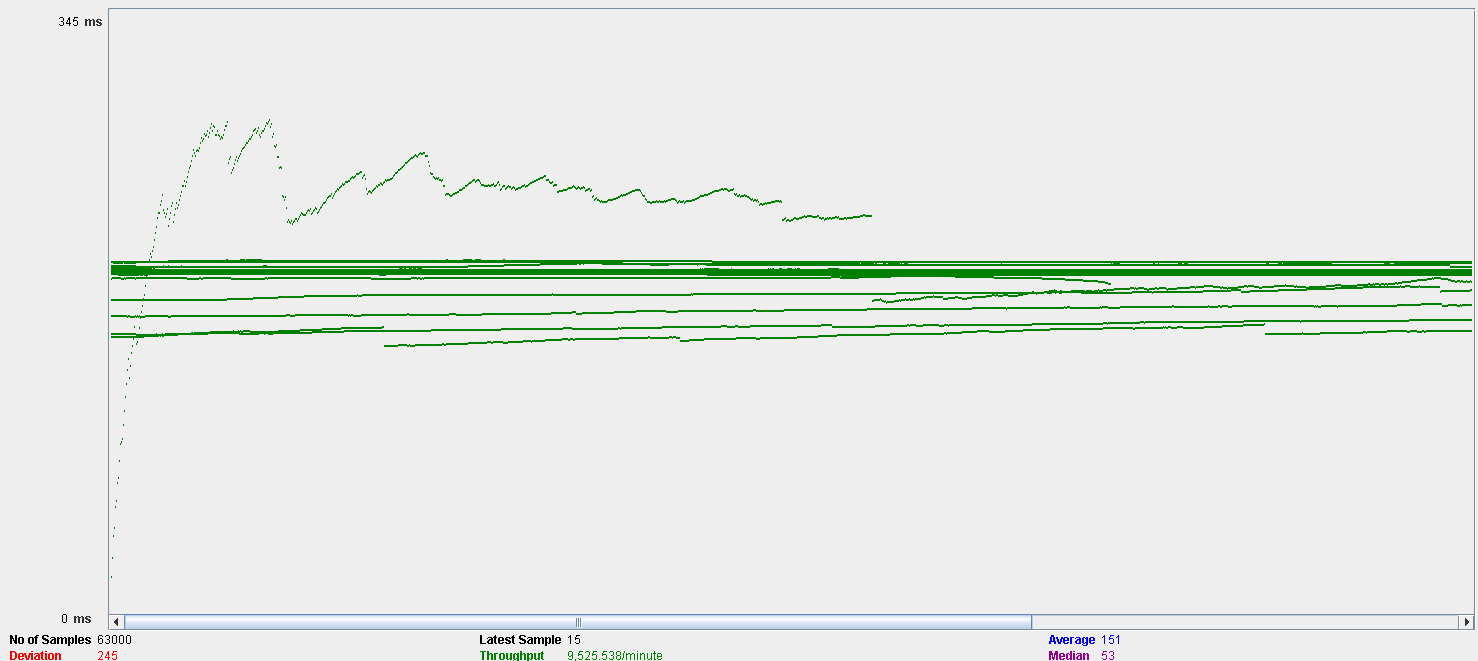 345 ms
0 ms
No of Samples 63000 Latest Sample 15 Average 151
Deviation 245 Throughput 9,525.538/minute Median 53